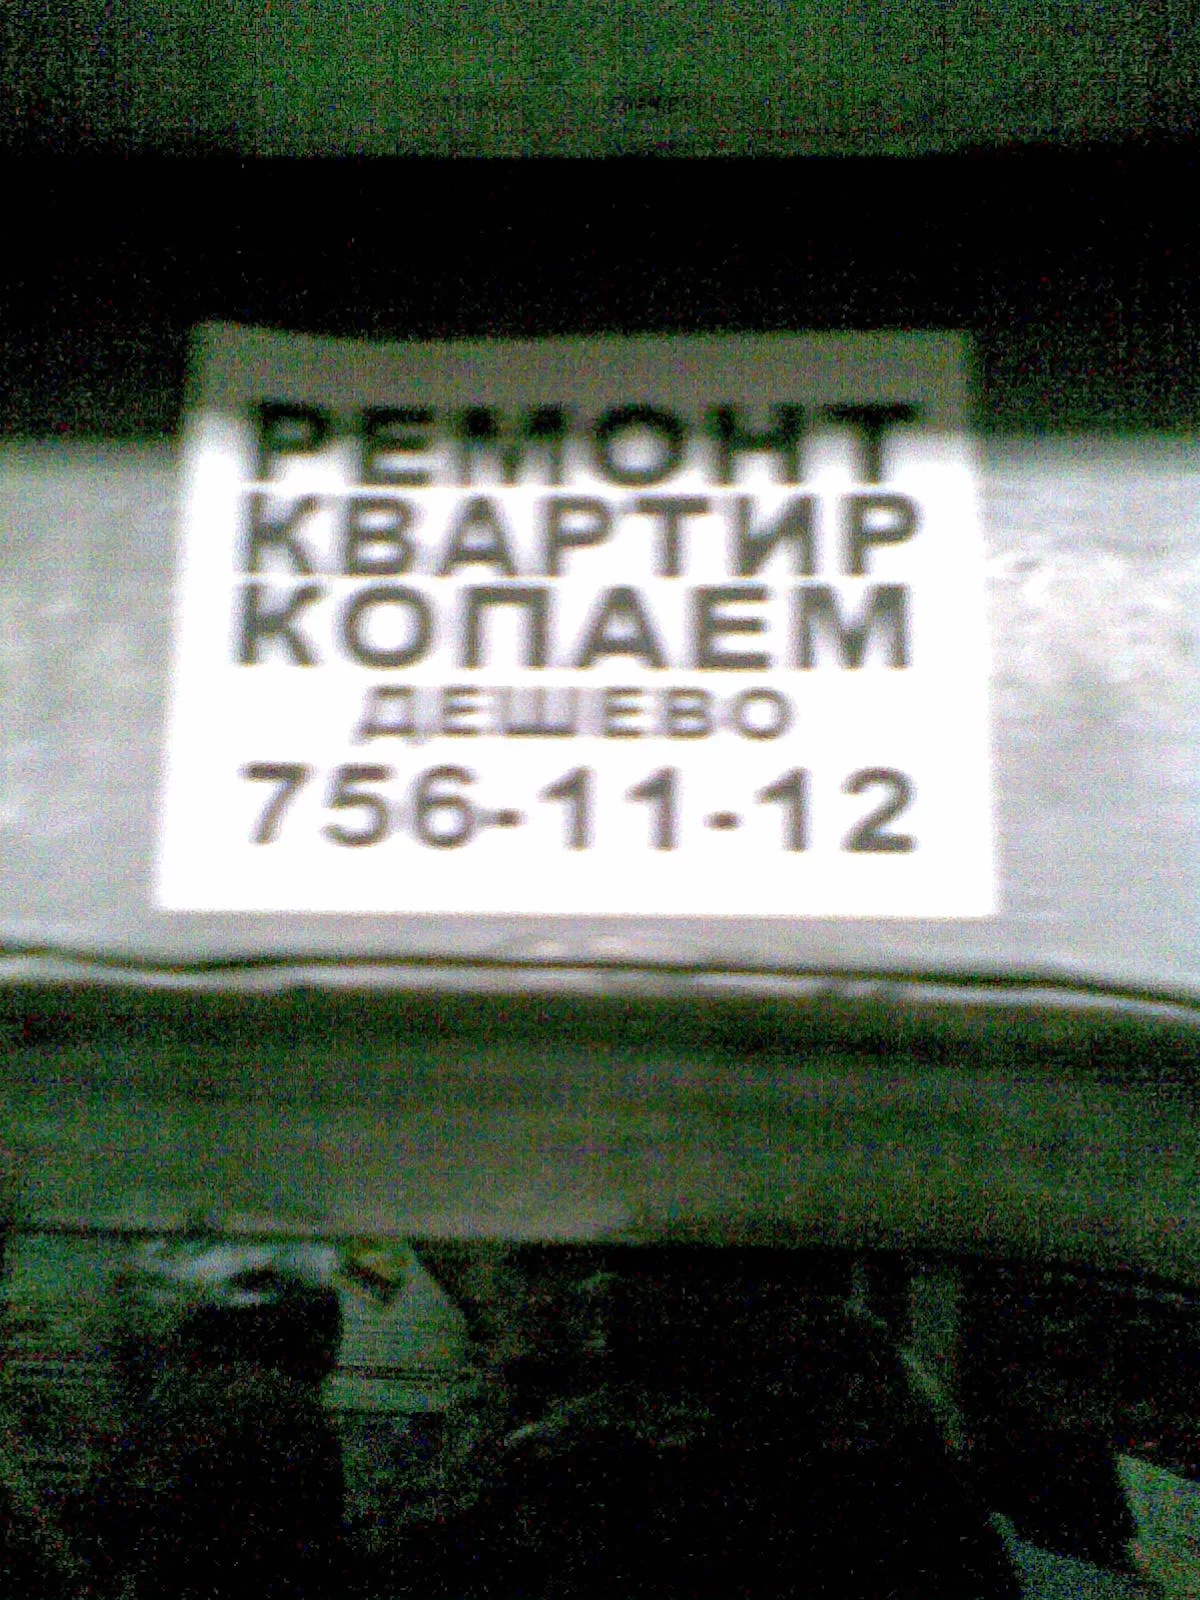 РЕМОНТ
КВАРТИР
КОПАЕМ
ДЕШЕВО
756-11-12